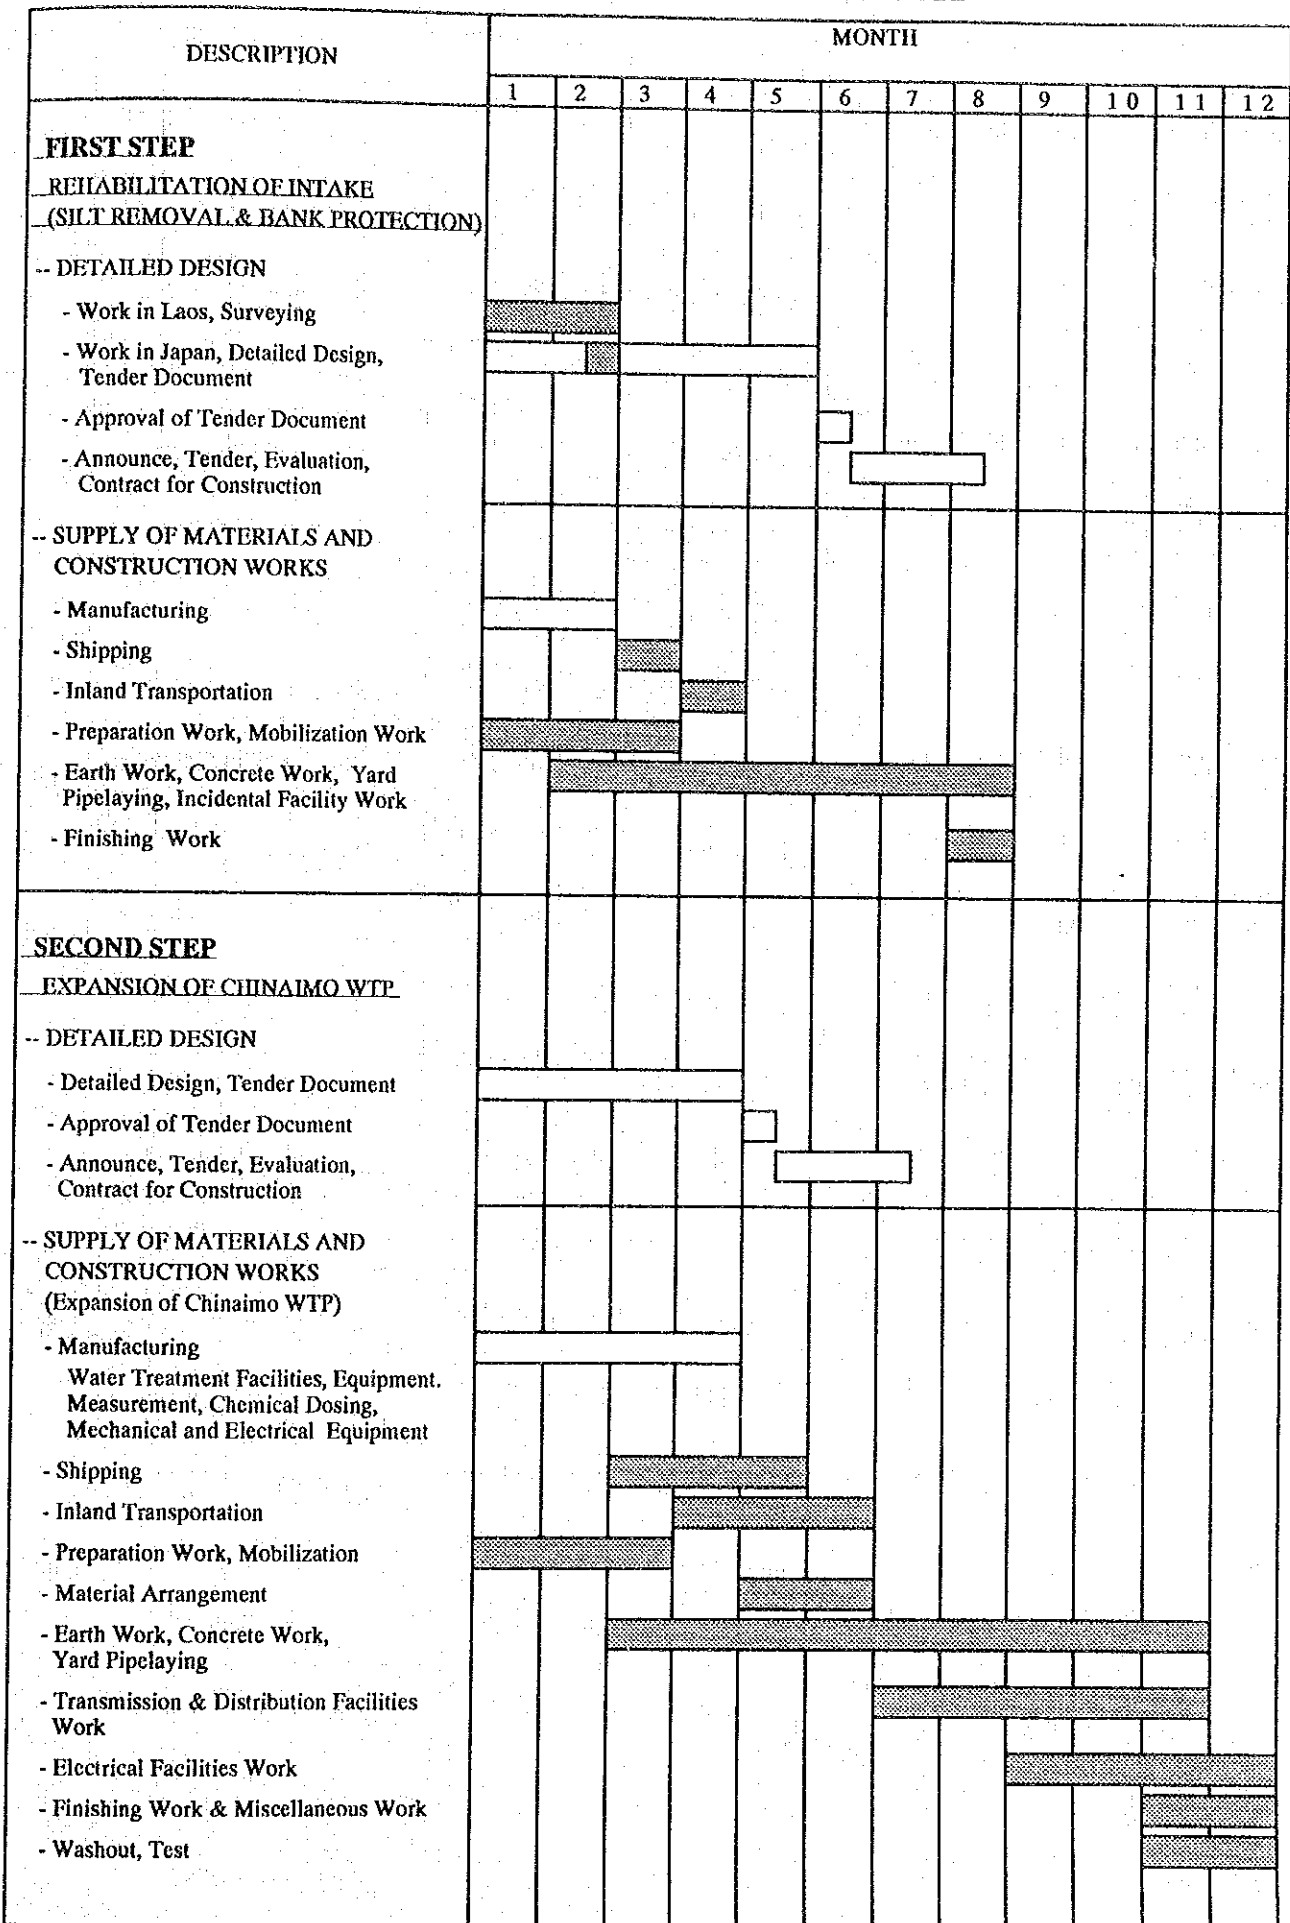 DESCRIPTION
MONTH
1 2 3 4 5 6 7 8 9 10 11 12
FIRST STEP
REHABILITATION OF INTAKE
(SILT REMOVAL & BANK PROTECTION)
-- DETAILED DESIGN
- Work in Laos, Surveying
- Work in Japan, Detailed Design,
Tender Document
- Approval of Tender Document
- Announce, Tender, Evaluation,
Contract for Construction
-- SUPPLY OF MATERIALS AND
CONSTRUCTION WORKS
- Manufacturing
- Shipping
- Inland Transportation
- Preparation Work, Mobilization Work
- Earth Work, Concrete Work, Yard
Pipelaying, Incidental Facility Work
- Finishing Work
SECOND STEP
EXPANSION OF CHINAIMO WTP
-- DETAILED DESIGN
- Detailed Design, Tender Document
- Approval of Tender Document
- Announce, Tender, Evaluation,
Contract for Construction
-- SUPPLY OF MATERIALS AND
CONSTRUCTION WORKS
(Expansion of Chinaimo WTP)
- Manufacturing
Water Treatment Facilities, Equipment.
Measurement, Chemical Dosing,
Mechanical and Electrical Equipment
- Shipping
- Inland Transportation
- Preparation Work, Mobilization
- Material Arrangement
- Earth Work, Concrete Work,
Yard Pipelaying
- Transmission & Distribution Facilities
Work
- Electrical Facilities Work
- Finishing Work & Miscellaneous Work
- Washout, Test